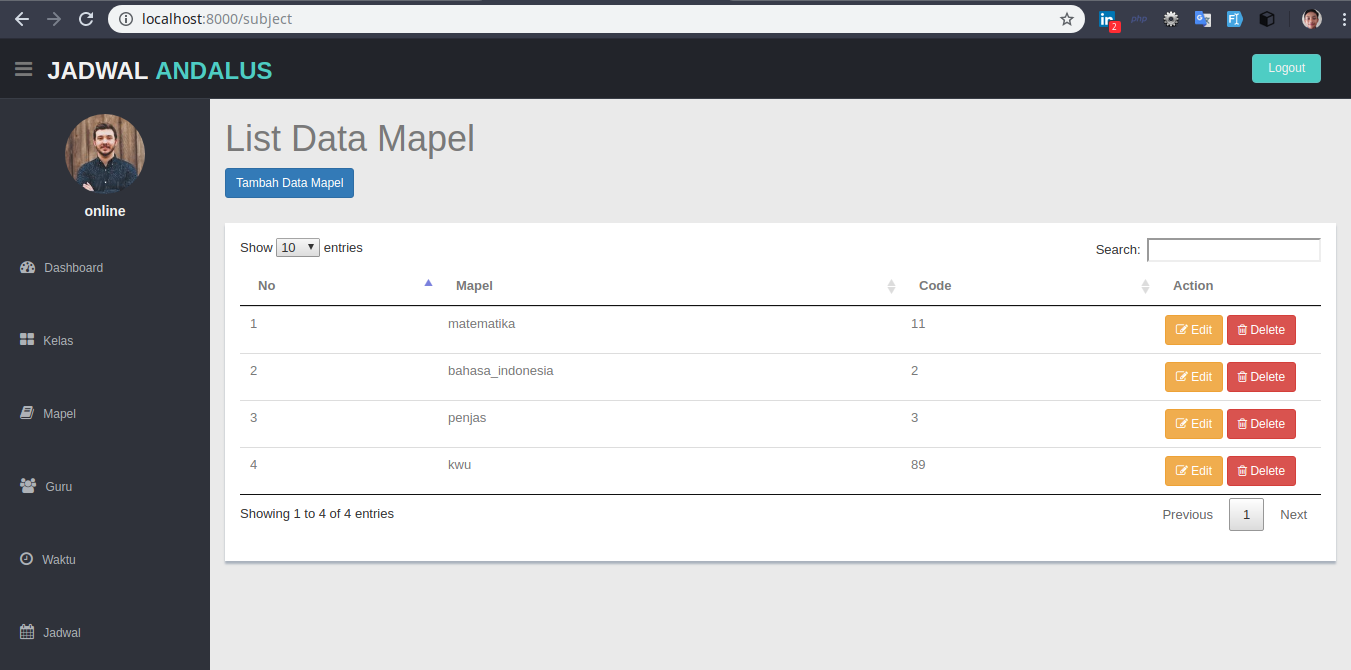 localhost:8000/subject
2
php
JADWAL ANDALUS
Logout
online
Dashboard
Kelas
Mapel
Guru
Waktu
Jadwal
List Data Mapel
Tambah Data Mapel
Show 10 entries
Search:
No Mapel Code Action
1 matematika 11 Edit Delete
2 bahasa_indonesia 2 Edit Delete
3 penjas 3 Edit Delete
4 kwu 89 Edit Delete
Showing 1 to 4 of 4 entries
Previous 1 Next